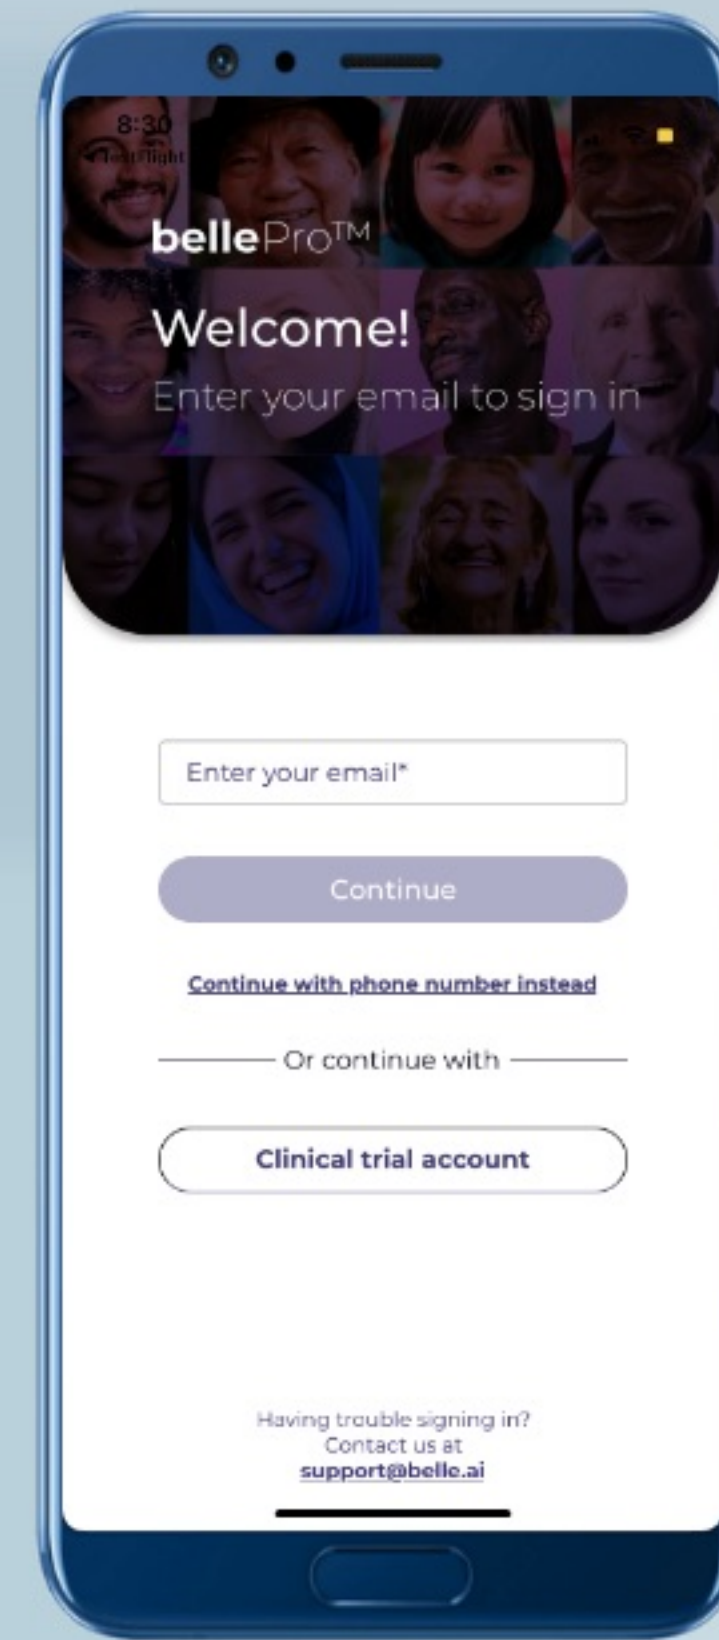 8:30
TestFlight
bellePro™
Welcome!
Enter your email to sign in
Enter your email*
Continue
Continue with phone number instead
Or continue with
Clinical trial account
Having trouble signing in?
Contact us at
support@belle.ai